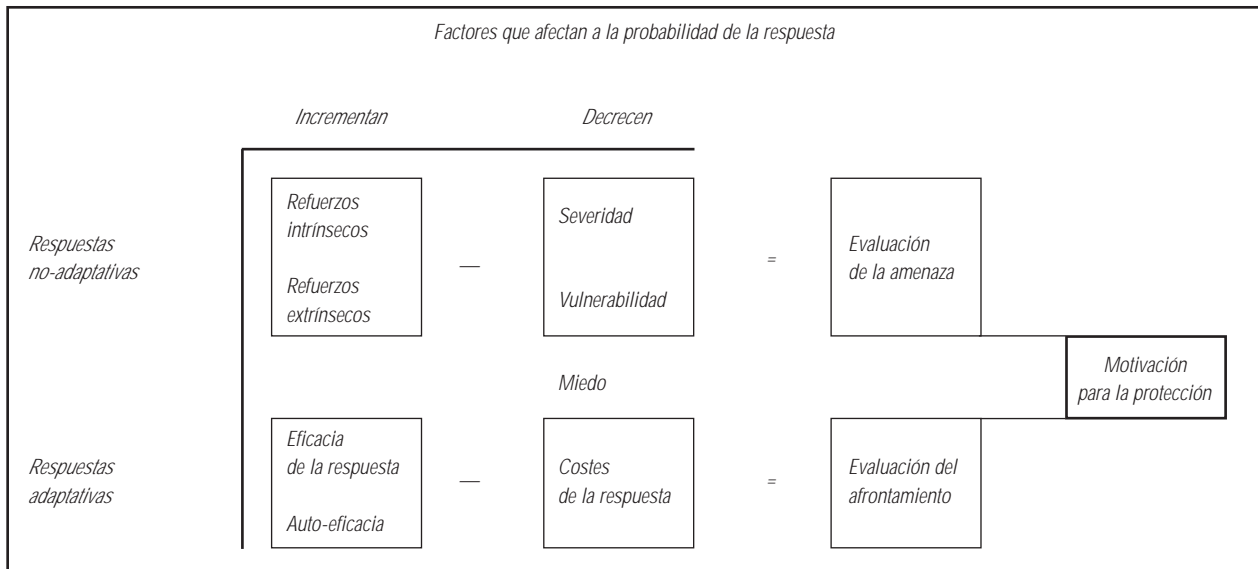 Factores que afectan a la probabilidad de la respuesta
Incrementan
Decrecen
Respuestas
no-adaptativas
Refuerzos
intrínsecos
Refuerzos
extrínsecos
—
Severidad
Vulnerabilidad
=
Evaluación
de la amenaza
Miedo
Motivación
para la protección
Respuestas
adaptativas
Eficacia
de la respuesta
Auto-eficacia
—
Costes
de la respuesta
=
Evaluación del
afrontamiento